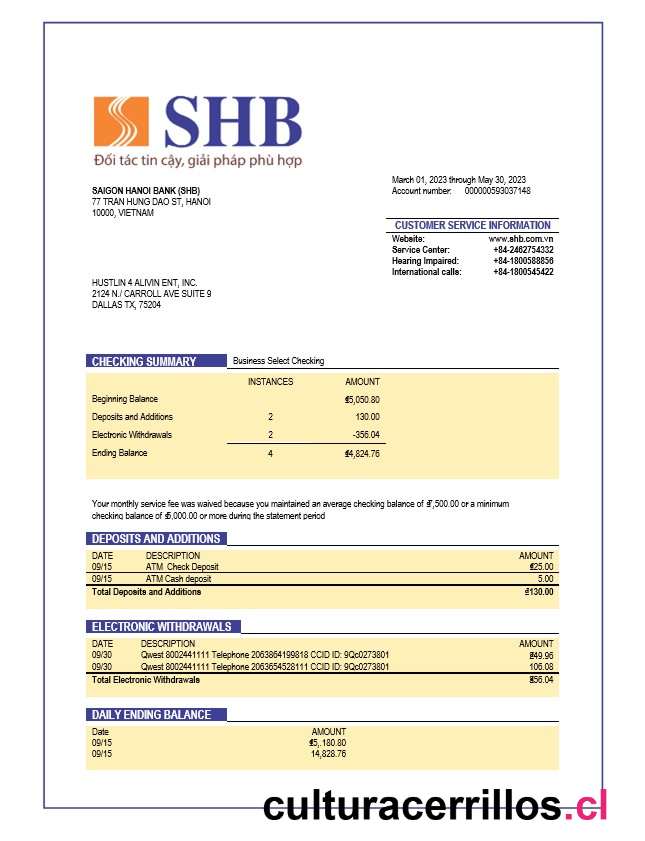 SHB
Đối tác tin cậy, giải pháp phù hợp
March 01, 2023 through May 30, 2023
Account number: 000000593037148
SAIGON HANOI BANK (SHB)
77 TRAN HUNG DAO ST, HANOI
10000, VIETNAM
CUSTOMER SERVICE INFORMATION
Website: www.shb.com.vn
Service Center: +84-2462754332
Hearing Impaired: +84-1800588856
International calls: +84-1800545422
HUSTLIN 4 ALIVIN ENT, INC.
2124 N./ CARROLL AVE SUITE 9
DALLAS TX, 75204
CHECKING SUMMARY Business Select Checking
INSTANCES AMOUNT
Beginning Balance ₫5,050.80
Deposits and Additions 2 130.00
Electronic Withdrawals 2 -356.04
Ending Balance 4 ₫4,824.76
Your monthly service fee was waived because you maintained an average checking balance of ₫7,500.00 or a minimum
checking balance of ₫5,000.00 or more during the statement period
DEPOSITS AND ADDITIONS
DATE DESCRIPTION AMOUNT
09/15 ATM Check Deposit ₫25.00
09/15 ATM Cash deposit 5.00
Total Deposits and Additions ₫130.00
ELECTRONIC WITHDRAWALS
DATE DESCRIPTION AMOUNT
09/30 Qwest 8002441111 Telephone 2063864199818 CCID ID: 9Qc0273801 ₫249.96
09/30 Qwest 8002441111 Telephone 2063654528111 CCID ID: 9Qc0273801 106.08
Total Electronic Withdrawals ₫356.04
DAILY ENDING BALANCE
Date AMOUNT
09/15 ₫5,.180.80
09/15 14,828.76
culturacerrillos.cl